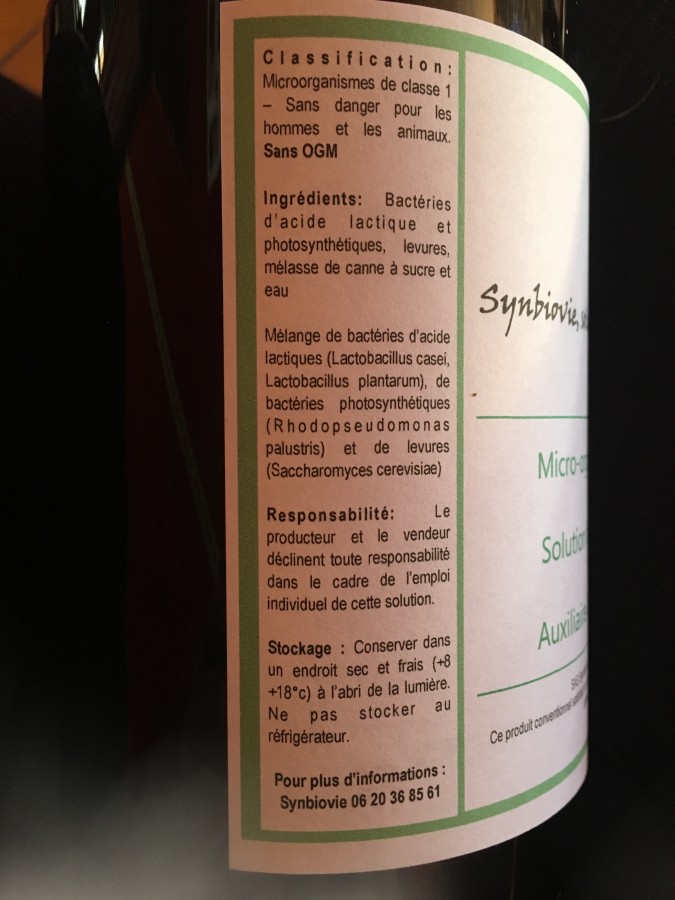 Classification:
Microorganismes de classe 1
– Sans danger pour les
hommes et les animaux.
Sans OGM
Ingrédients: Bactéries
d'acide lactique et
photosynthétiques, levures,
mélasse de canne à sucre et
eau
Mélange de bactéries d'acide
lactiques (Lactobacillus casei,
Lactobacillus plantarum), de
bactéries photosynthétiques
(Rhodopseudomonas
palustris) et de levures
(Saccharomyces cerevisiae)
Responsabilité: Le
producteur et le vendeur
déclinent toute responsabilité
dans le cadre de l'emploi
individuel de cette solution.
Stockage : Conserver dans
un endroit sec et frais (+8
+18°c) à l'abri de la lumière.
Ne pas stocker au
réfrigérateur.
Pour plus d'informations :
Synbiovie 06 20 36 85 61
Synbiovie,
Micro-
Solution
Auxiliaire
Ce produit conventionnel